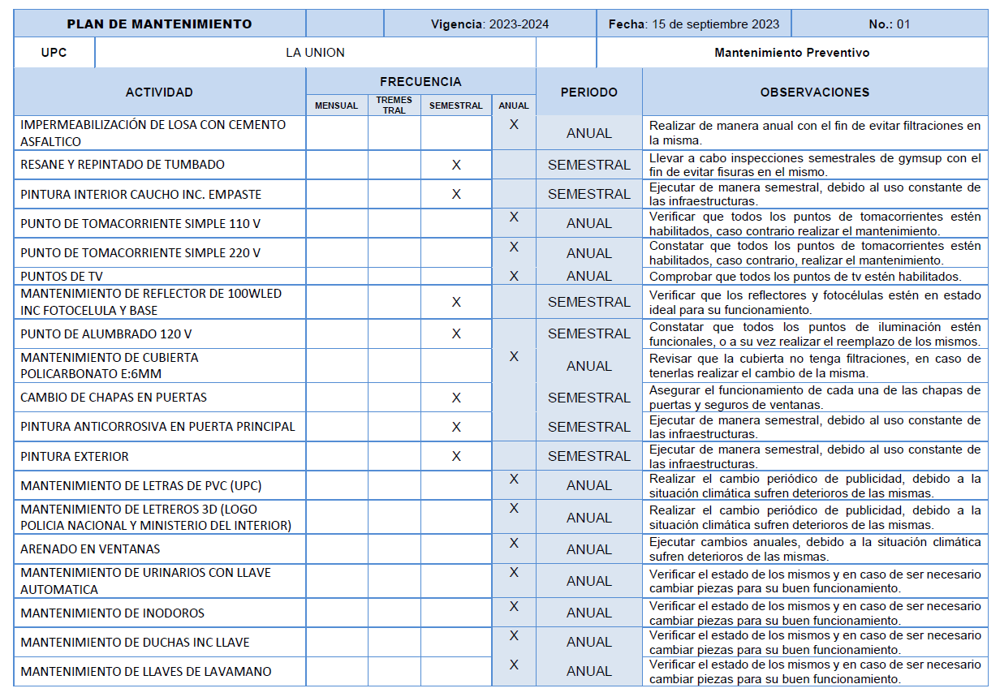 PLAN DE MANTENIMIENTO Vigencia: 2023-2024 Fecha: 15 de septiembre 2023 No.: 01
UPC LA UNION Mantenimiento Preventivo
ACTIVIDAD FRECUENCIA PERIODO OBSERVACIONES
MENSUAL TREMES SEMESTRAL ANUAL
TRAL
IMPERMEABILIZACIÓN DE LOSA CON CEMENTO
ASFALTICO
X ANUAL
Realizar de manera anual con el fin de evitar filtraciones en
la misma.
RESANE Y REPINTADO DE TUMBADO X SEMESTRAL
Llevar a cabo inspecciones semestrales de gymsup con el
fin de evitar fisuras en el mismo.
PINTURA INTERIOR CAUCHO INC. EMPASTE X SEMESTRAL
Ejecutar de manera semestral, debido al uso constante de
las infraestructuras.
PUNTO DE TOMACORRIENTE SIMPLE 110 V X ANUAL
Verificar que todos los puntos de tomacorrientes estén
habilitados, caso contrario realizar el mantenimiento.
PUNTO DE TOMACORRIENTE SIMPLE 220 V X ANUAL
Constatar que todos los puntos de tomacorrientes estén
habilitados, caso contrario, realizar el mantenimiento.
PUNTOS DE TV X ANUAL Comprobar que todos los puntos de tv estén habilitados.
MANTENIMIENTO DE REFLECTOR DE 100WLED
INC FOTOCELULA Y BASE
X SEMESTRAL
Verificar que los reflectores y fotocélulas estén en estado
ideal para su funcionamiento.
PUNTO DE ALUMBRADO 120 V X SEMESTRAL
Constatar que todos los puntos de iluminación estén
funcionales, o a su vez realizar el reemplazo de los mismos.
MANTENIMIENTO DE CUBIERTA
POLICARBONATO E:6MM
X ANUAL
Revisar que la cubierta no tenga filtraciones, en caso de
tenerlas realizar el cambio de la misma.
CAMBIO DE CHAPAS EN PUERTAS X SEMESTRAL
Asegurar el funcionamiento de cada una de las chapas de
puertas y seguros de ventanas.
PINTURA ANTICORROSIVA EN PUERTA PRINCIPAL X SEMESTRAL
Ejecutar de manera semestral, debido al uso constante de
las infraestructuras.
PINTURA EXTERIOR X SEMESTRAL
Ejecutar de manera semestral, debido al uso constante de
las infraestructuras.
MANTENIMIENTO DE LETRAS DE PVC (UPC) X ANUAL
Realizar el cambio periódico de publicidad, debido a la
situación climática sufren deterioros de las mismas.
MANTENIMIENTO DE LETREROS 3D (LOGO
POLICIA NACIONAL Y MINISTERIO DEL INTERIOR)
X ANUAL
Realizar el cambio periódico de publicidad, debido a la
situación climática sufren deterioros de las mismas.
ARENADO EN VENTANAS X ANUAL
Ejecutar cambios anuales, debido a la situación climática
sufren deterioros de las mismas.
MANTENIMIENTO DE URINARIOS CON LLAVE
AUTOMATICA
X ANUAL
Verificar el estado de los mismos y en caso de ser necesario
cambiar piezas para su buen funcionamiento.
MANTENIMIENTO DE INODOROS X ANUAL
Verificar el estado de los mismos y en caso de ser necesario
cambiar piezas para su buen funcionamiento.
MANTENIMIENTO DE DUCHAS INC LLAVE X ANUAL
Verificar el estado de los mismos y en caso de ser necesario
cambiar piezas para su buen funcionamiento.
MANTENIMIENTO DE LLAVES DE LAVAMANO X ANUAL
Verificar el estado de los mismos y en caso de ser necesario
cambiar piezas para su buen funcionamiento.